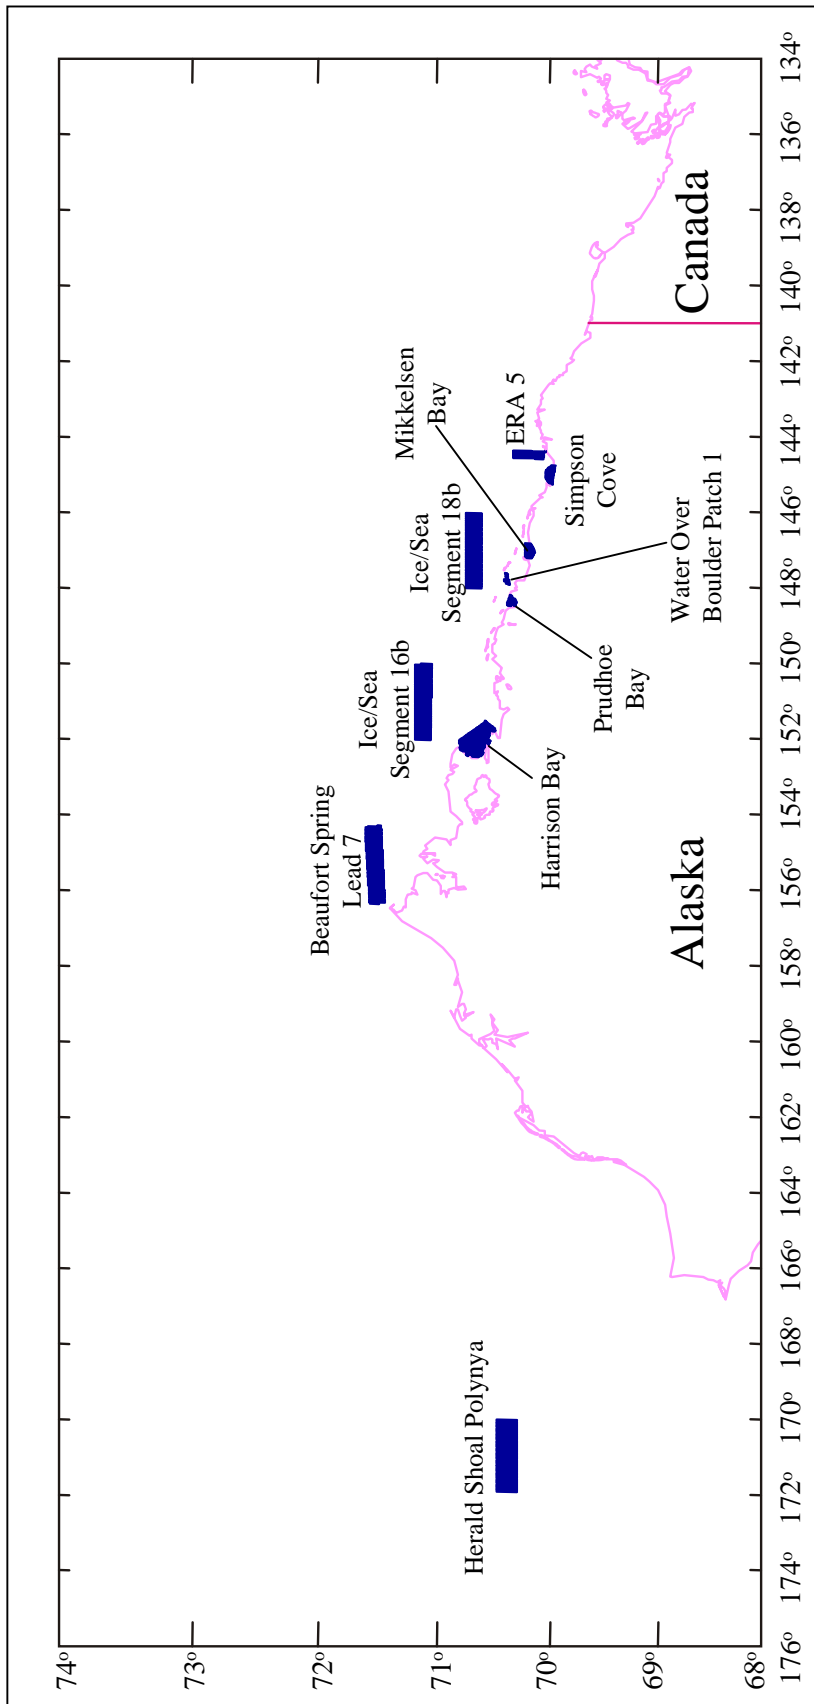 74°
73°
72°
71°
70°
69°
68°
Herald Shoal Polynya
Beaufort Spring
Lead 7
Ice/Sea
Segment 16b
Ice/Sea
Segment 18b
Mikkelsen
Bay
ERA 5
Simpson
Cove
Harrison Bay
Prudhoe
Bay
Water Over
Boulder Patch 1
Alaska
Canada
176°
174°
172°
170°
168°
166°
164°
162°
160°
158°
156°
154°
152°
150°
148°
146°
144°
142°
140°
138°
136°
134°